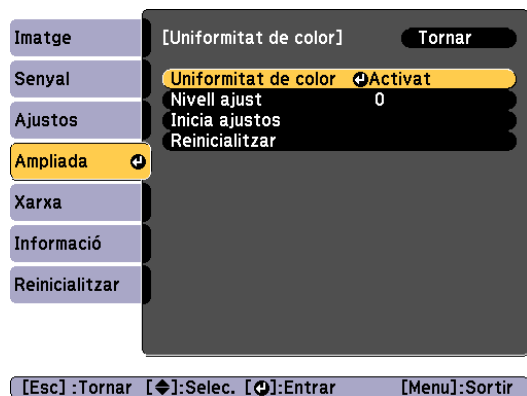 Imatge
Senyal
Ajustos
Ampliada
Xarxa
Informació
Reinicialitzar
[Uniformitat de color] Tornar
Uniformitat de color Activat
Nivell ajust 0
Inicia ajustos
Reinicialitzar
[Esc] :Tornar [◆]:Selec. [⏎]:Entrar [Menu]:Sortir